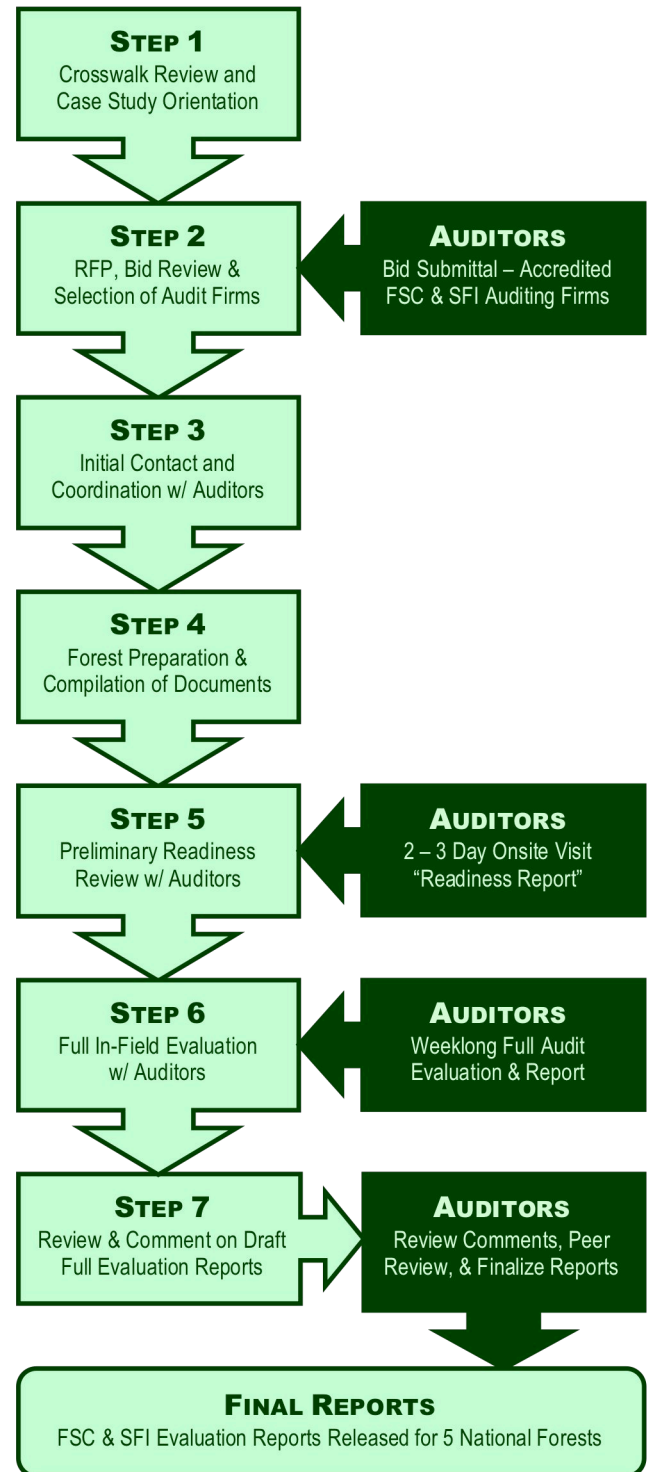 STEP 1
Crosswalk Review and
Case Study Orientation
STEP 2
RFP, Bid Review &
Selection of Audit Firms
AUDITORS
Bid Submittal – Accredited
FSC & SFI Auditing Firms
STEP 3
Initial Contact and
Coordination w/ Auditors
STEP 4
Forest Preparation &
Compilation of Documents
STEP 5
Preliminary Readiness
Review w/ Auditors
AUDITORS
2 – 3 Day Onsite Visit
“Readiness Report”
STEP 6
Full In-Field Evaluation
w/ Auditors
AUDITORS
Weeklong Full Audit
Evaluation & Report
STEP 7
Review & Comment on Draft
Full Evaluation Reports
AUDITORS
Review Comments, Peer
Review, & Finalize Reports
FINAL REPORTS
FSC & SFI Evaluation Reports Released for 5 National Forests